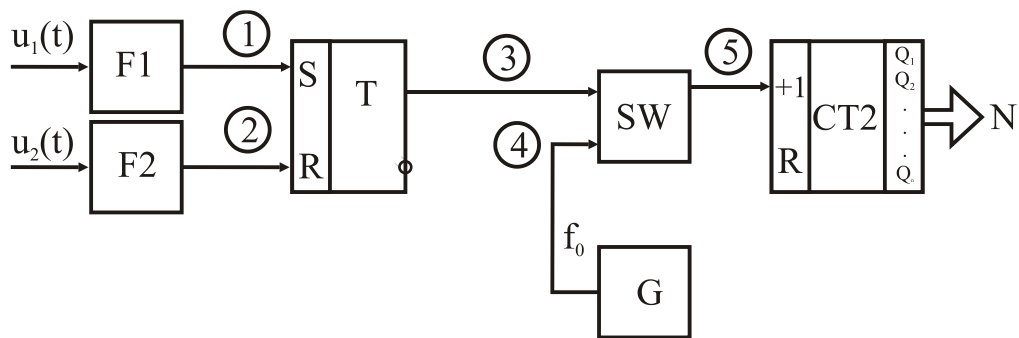 u₁(t)
F1
1
S
T
3
SW
5
+1
CT2
Q₁
Q₂
.
.
.
Qₙ
N
u₂(t)
F2
2
R
4
R
f₀
G